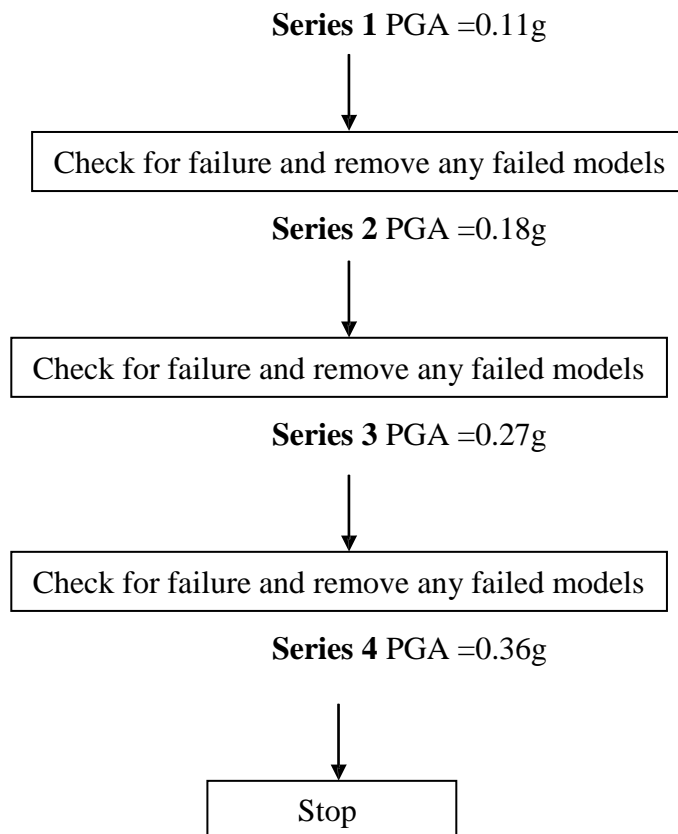 Series 1 PGA =0.11g
Check for failure and remove any failed models
Series 2 PGA =0.18g
Check for failure and remove any failed models
Series 3 PGA =0.27g
Check for failure and remove any failed models
Series 4 PGA =0.36g
Stop